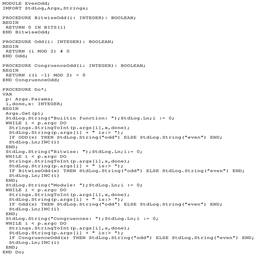 MODULE EvenOdd;
IMPORT StdLog,Args,Strings;
PROCEDURE BitwiseOdd(i: INTEGER): BOOLEAN;
BEGIN
RETURN 0 IN BITS(i)
END BitwiseOdd;
PROCEDURE Odd(i: INTEGER): BOOLEAN;
BEGIN
RETURN (i MOD 2) # 0
END Odd;
PROCEDURE CongruenceOdd(i: INTEGER): BOOLEAN;
BEGIN
RETURN ((i -1) MOD 2) = 0
END CongruenceOdd;
PROCEDURE Do*;
VAR
p: Args.Params;
i,done,x: INTEGER;
BEGIN
Args.Get(p);
StdLog.String("Builtin function: ");StdLog.Ln;i := 0;
WHILE i < p.argc DO
Strings.StringToInt(p.args[i],x,done);
StdLog.String(p.args[i] + " is:> ");
IF ODD(x) THEN StdLog.String("odd") ELSE StdLog.String("even") END;
StdLog.Ln;INC(i)
END;
StdLog.String("Bitwise: ");StdLog.Ln;i:= 0;
WHILE i < p.argc DO
Strings.StringToInt(p.args[i],x,done);
StdLog.String(p.args[i] + " is:> ");
IF BitwiseOdd(x) THEN StdLog.String("odd") ELSE StdLog.String("even") END;
StdLog.Ln;INC(i)
END;
StdLog.String("Module: ");StdLog.Ln;i := 0;
WHILE i < p.argc DO
Strings.StringToInt(p.args[i],x,done);
StdLog.String(p.args[i] + " is:> ");
IF Odd(x) THEN StdLog.String("odd") ELSE StdLog.String("even") END;
StdLog.Ln;INC(i)
END;
StdLog.String("Congruences: ");StdLog.Ln;i := 0;
WHILE i < p.argc DO
Strings.StringToInt(p.args[i],x,done);
StdLog.String(p.args[i] + " is:> ");
IF CongruenceOdd(x) THEN StdLog.String("odd") ELSE StdLog.String("even") END;
StdLog.Ln;INC(i)
END;
END Do;